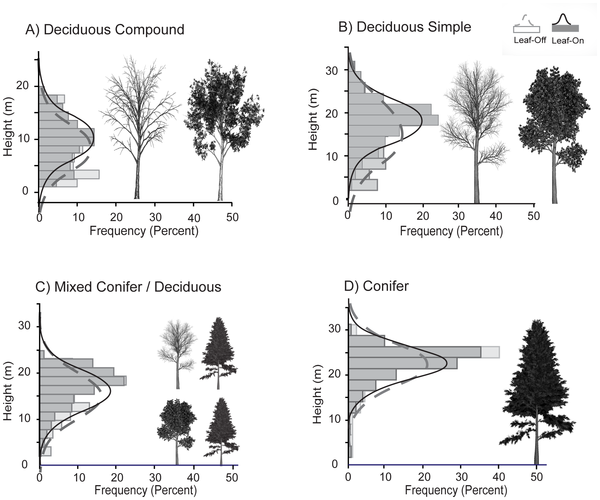 Leaf-Off Leaf-On
A) Deciduous Compound
B) Deciduous Simple
Height (m)
20
10
0
0 10 20 30 40 50
Frequency (Percent)
Height (m)
30
20
10
0
0 10 20 30 40 50
Frequency (Percent)
C) Mixed Conifer / Deciduous
D) Conifer
Height (m)
30
20
10
0
0 10 20 30 40 50
Frequency (Percent)
Height (m)
30
20
10
0
0 10 20 30 40 50
Frequency (Percent)